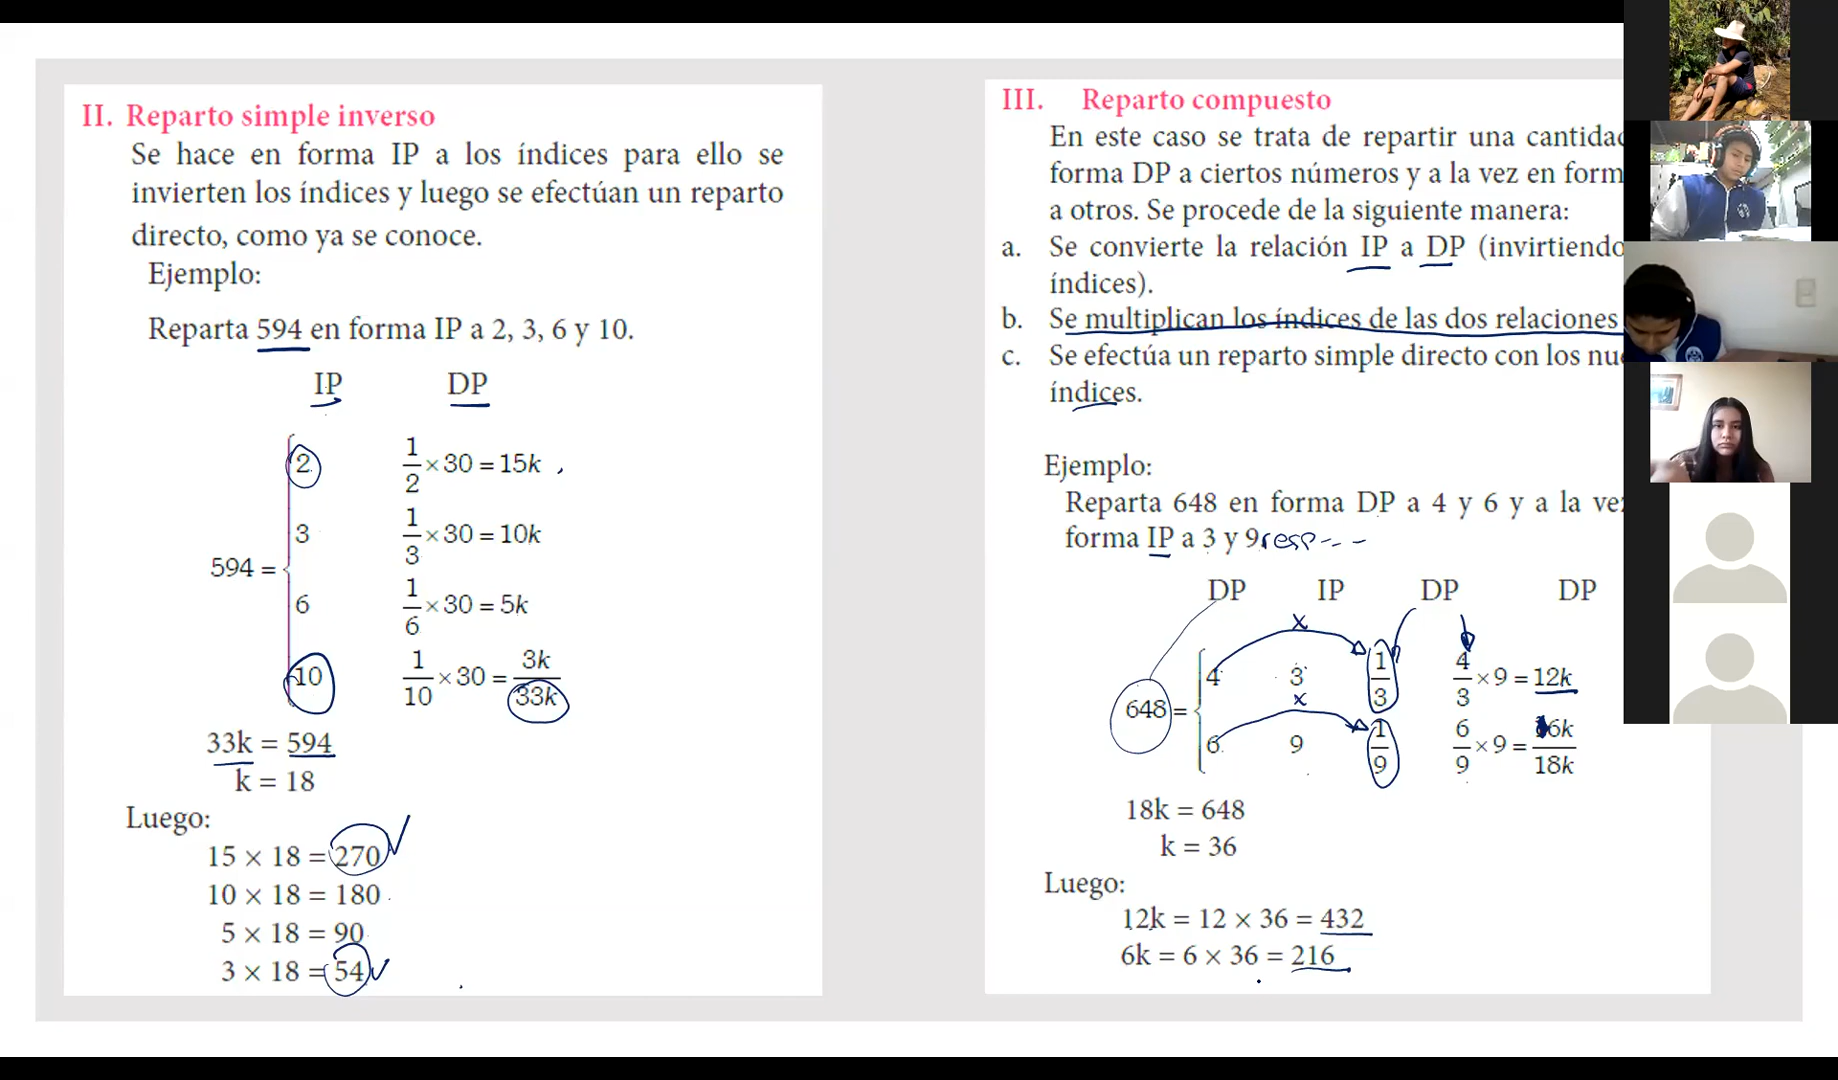 II. Reparto simple inverso
Se hace en forma IP a los índices para ello se
invierten los índices y luego se efectúan un reparto
directo, como ya se conoce.
Ejemplo:
Reparta 594 en forma IP a 2, 3, 6 y 10.
IP DP
594 =
2 1/2 × 30 = 15k
3 1/3 × 30 = 10k
6 1/6 × 30 = 5k
10 1/10 × 30 = 3k
33k
33k = 594
k = 18
Luego:
15 × 18 = 270
10 × 18 = 180
5 × 18 = 90
3 × 18 = 54
III. Reparto compuesto
En este caso se trata de repartir una
forma DP a ciertos números y a la vez en
a otros. Se procede de la siguiente manera:
a. Se convierte la relación IP a DP (invirtiendo
índices).
b. Se multiplican los índices de las dos relaciones
c. Se efectúa un reparto simple directo con los
índices.
Ejemplo:
Reparta 648 en forma DP a 4 y 6 y a la
forma IP a 3 y 9 resp---
DP IP DP DP
x
648 =
4 3 1/3 4/3 × 9 = 12k
x
6 9 1/9 6/9 × 9 = 6k
18k
18k = 648
k = 36
Luego:
12k = 12 × 36 = 432
6k = 6 × 36 = 216